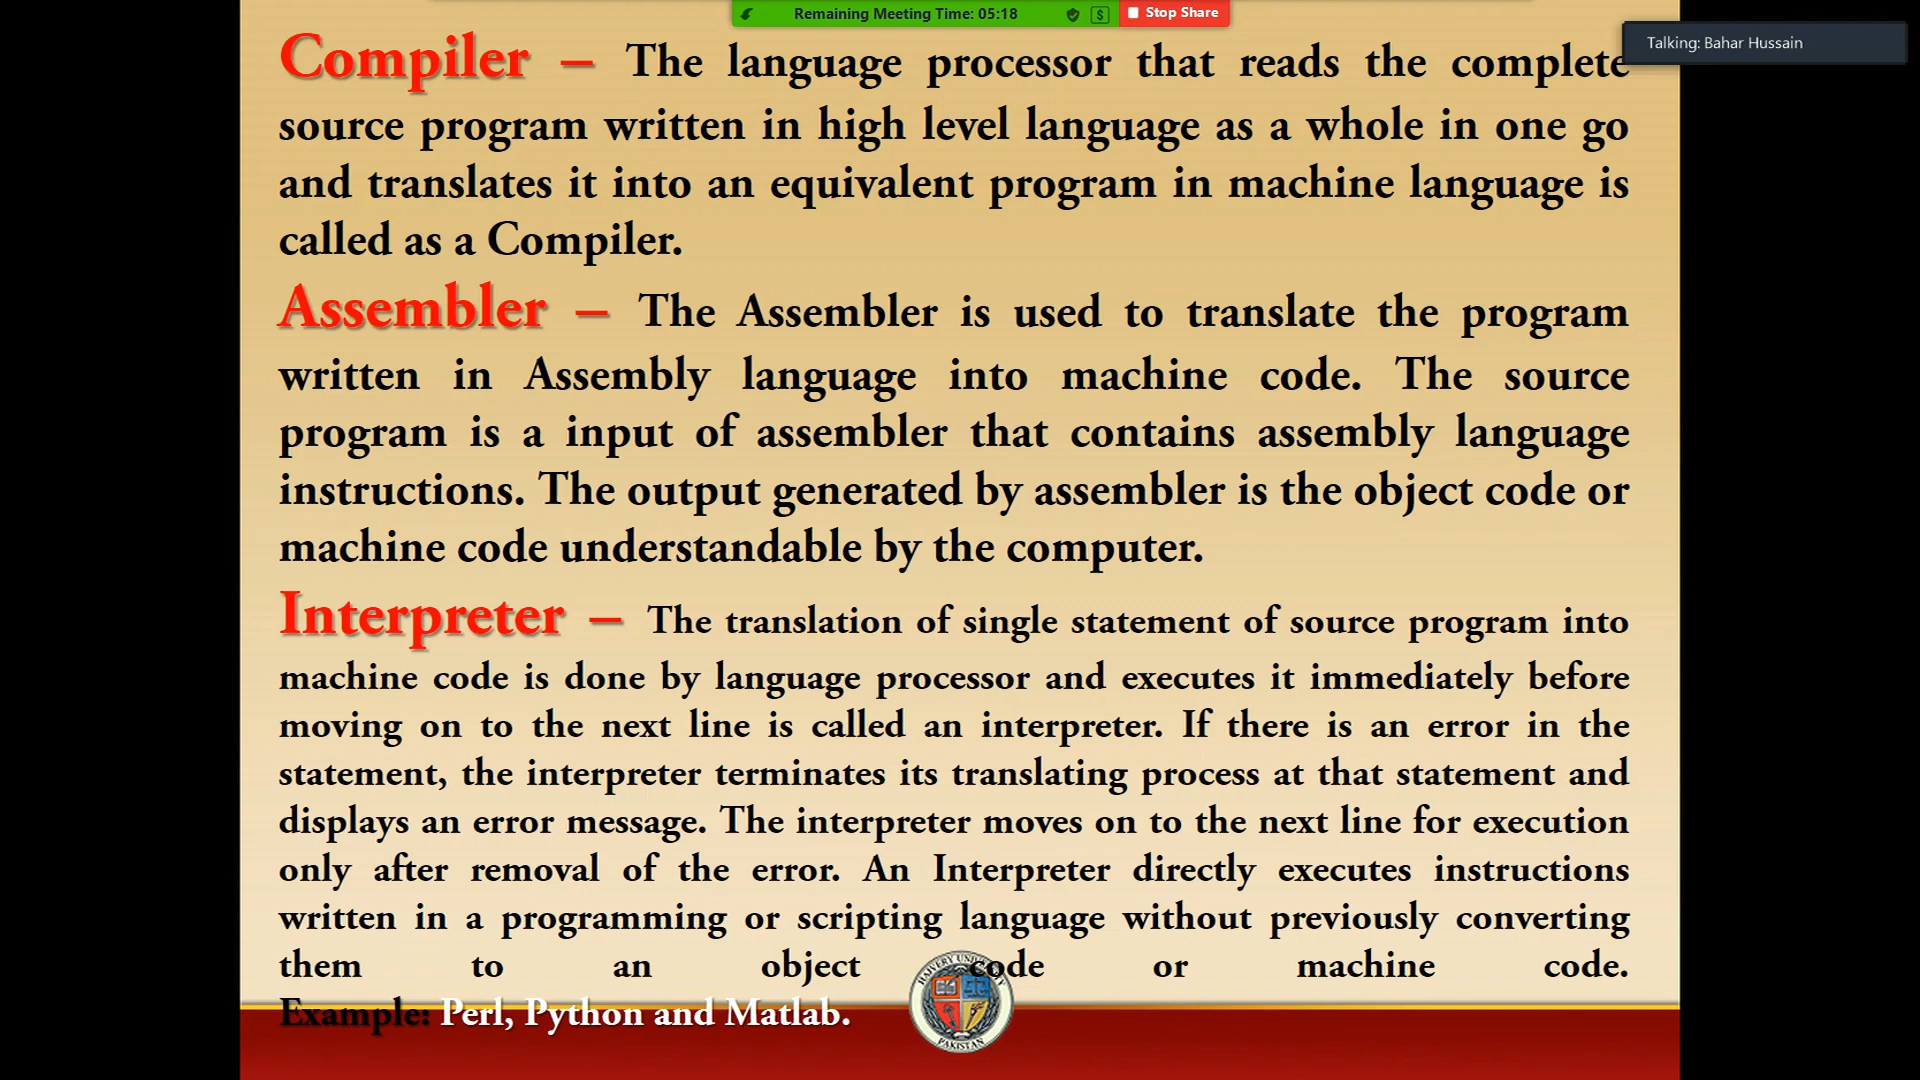 Remaining Meeting Time: 05:18
Stop Share
Talking: Bahar Hussain
Compiler – The language processor that reads the complete
source program written in high level language as a whole in one go
and translates it into an equivalent program in machine language is
called as a Compiler.
Assembler – The Assembler is used to translate the program
written in Assembly language into machine code. The source
program is a input of assembler that contains assembly language
instructions. The output generated by assembler is the object code or
machine code understandable by the computer.
Interpreter – The translation of single statement of source program into
machine code is done by language processor and executes it immediately before
moving on to the next line is called an interpreter. If there is an error in the
statement, the interpreter terminates its translating process at that statement and
displays an error message. The interpreter moves on to the next line for execution
only after removal of the error. An Interpreter directly executes instructions
written in a programming or scripting language without previously converting
them to an object code or machine code.
Example: Perl, Python and Matlab.
PAKISTAN